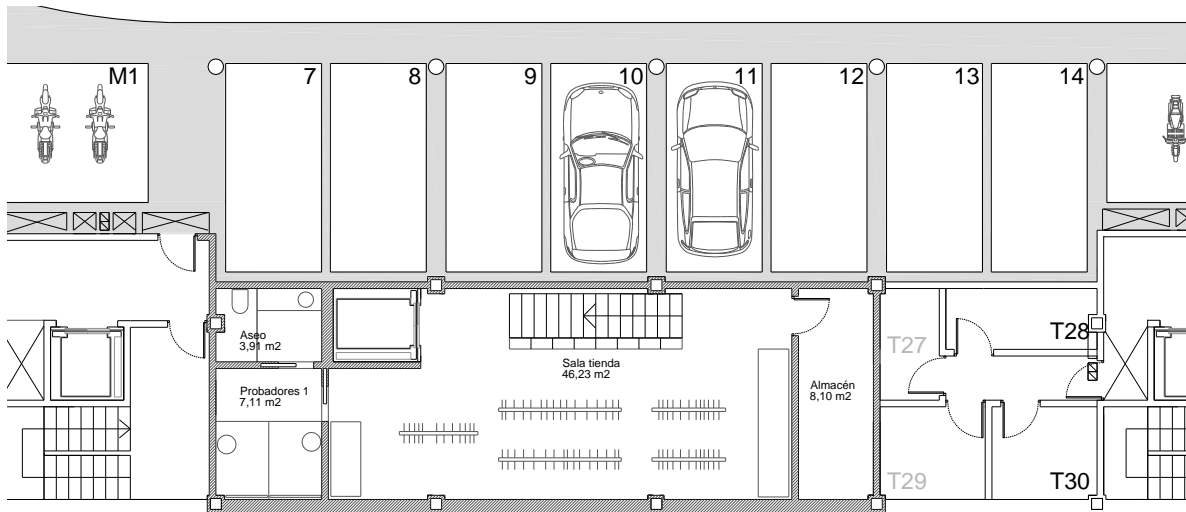 M1
7
8
9
10
11
12
13
14
Aseo
3,91 m2
Sala tienda
46,23 m2
Probadores 1
7,11 m2
Almacén
8,10 m2
T27
T28
T29
T30